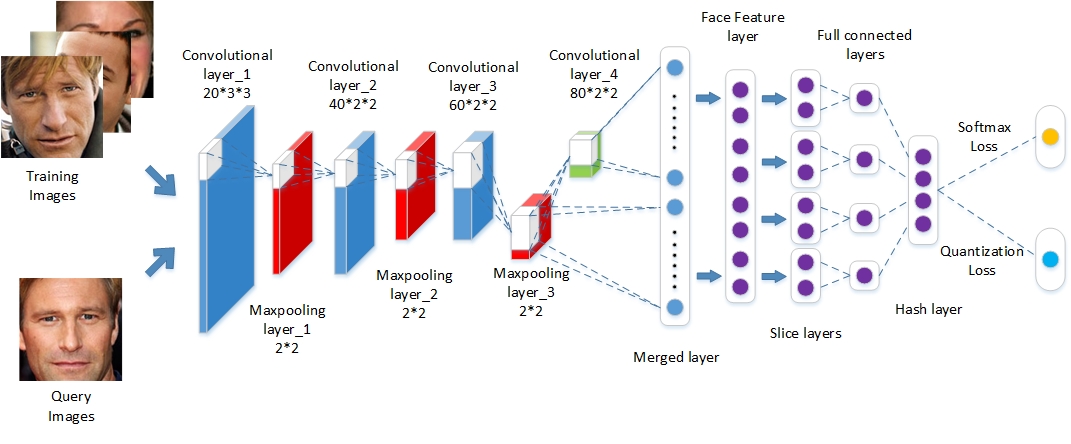 Training
Images
Query
Images
Convolutional
layer_1
20*3*3
Maxpooling
layer_1
2*2
Convolutional
layer_2
40*2*2
Maxpooling
layer_2
2*2
Convolutional
layer_3
60*2*2
Maxpooling
layer_3
2*2
Convolutional
layer_4
80*2*2
Merged layer
Face Feature
layer
Slice layers
Full connected
layers
Hash layer
Softmax
Loss
Quantization
Loss